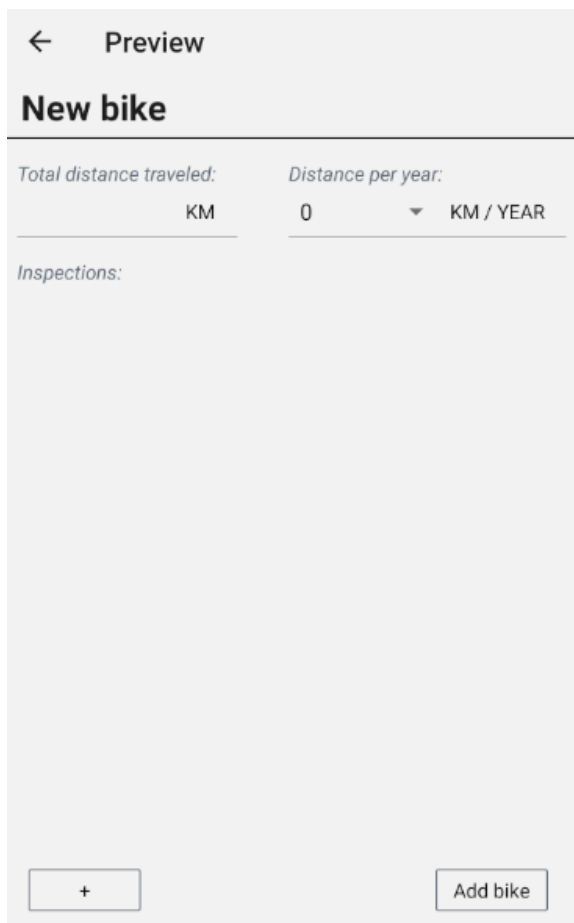 Preview
New bike
Total distance traveled: Distance per year:
KM 0 KM / YEAR
Inspections:
+ Add bike